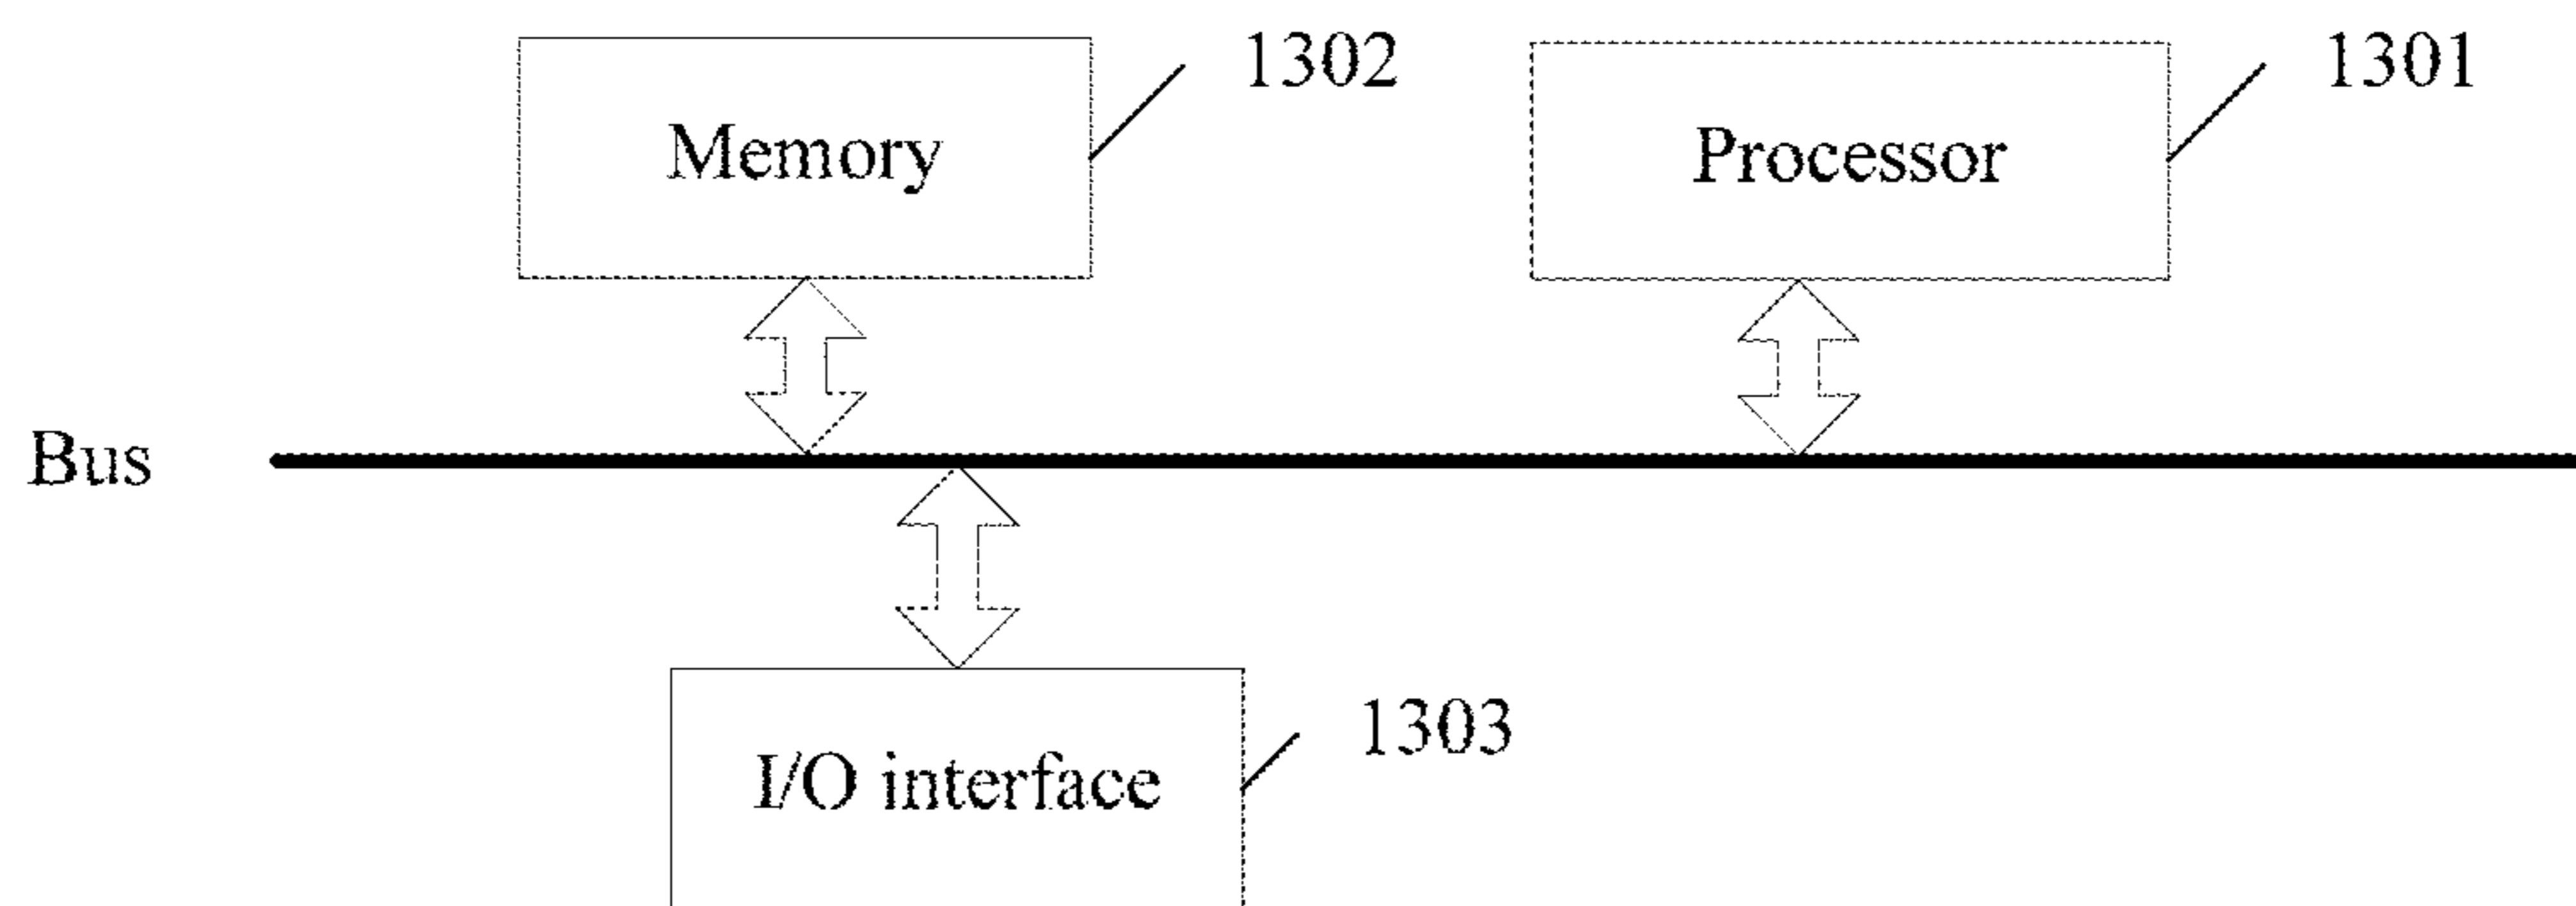 Memory
1302
Processor
1301
Bus
I/O interface
1303